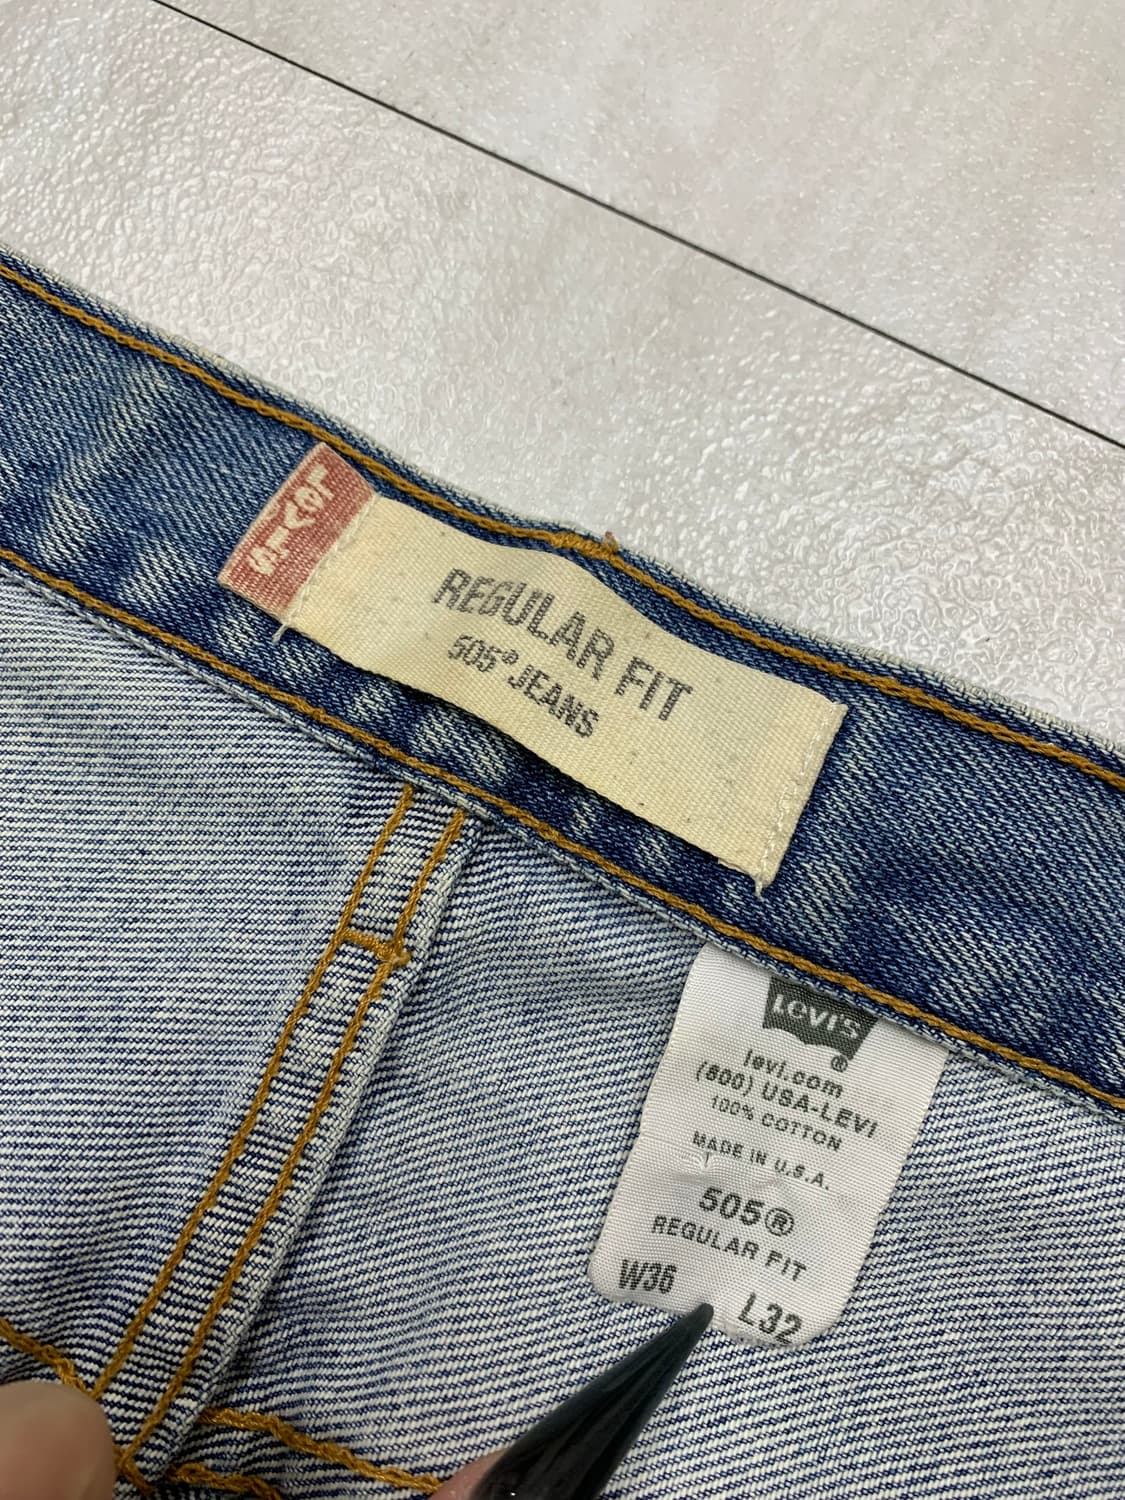 Levi's
REGULAR FIT
505® JEANS
LEVI'S
®
levi.com
(800) USA-LEVI
100% COTTON
MADE IN U.S.A.
505®
REGULAR FIT
W36 L32